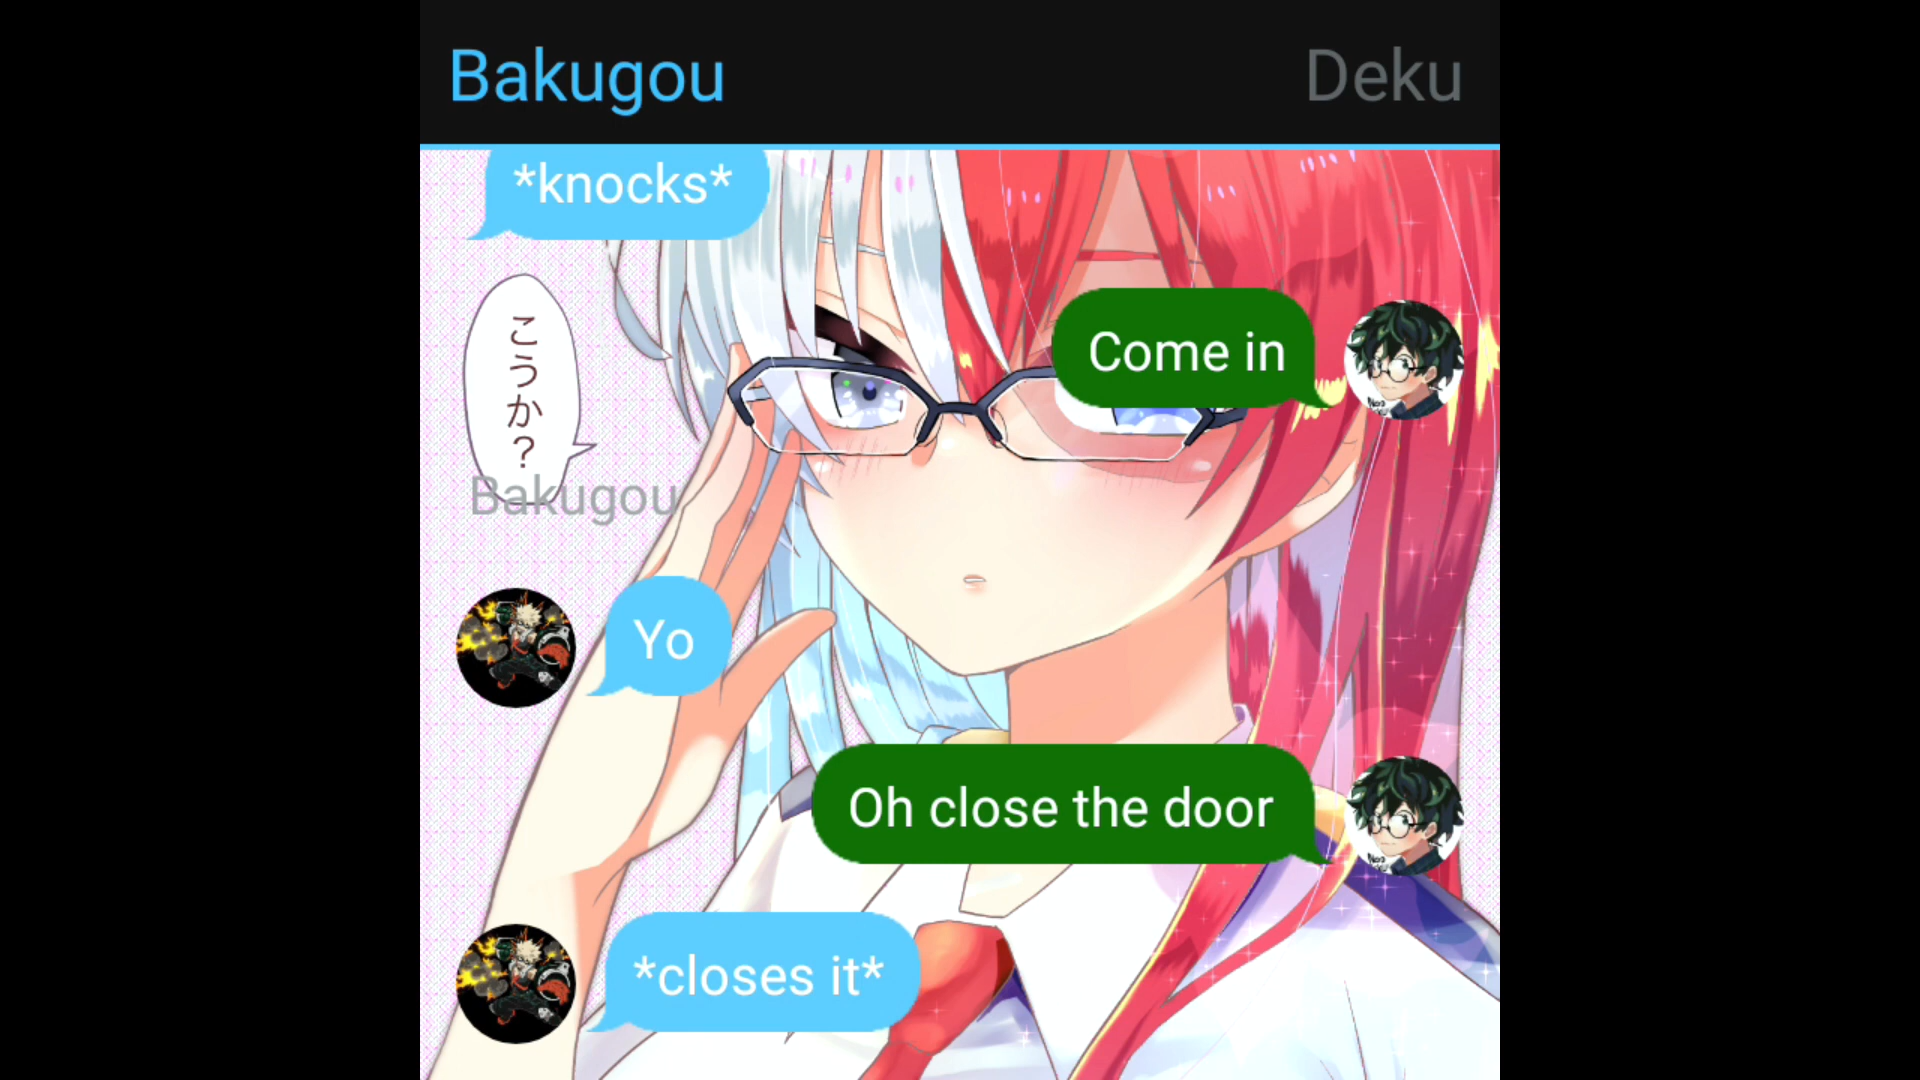 Bakugou
Deku
*knocks*
Come in
こうか?
Bakugou
Yo
Oh close the door
*closes it*